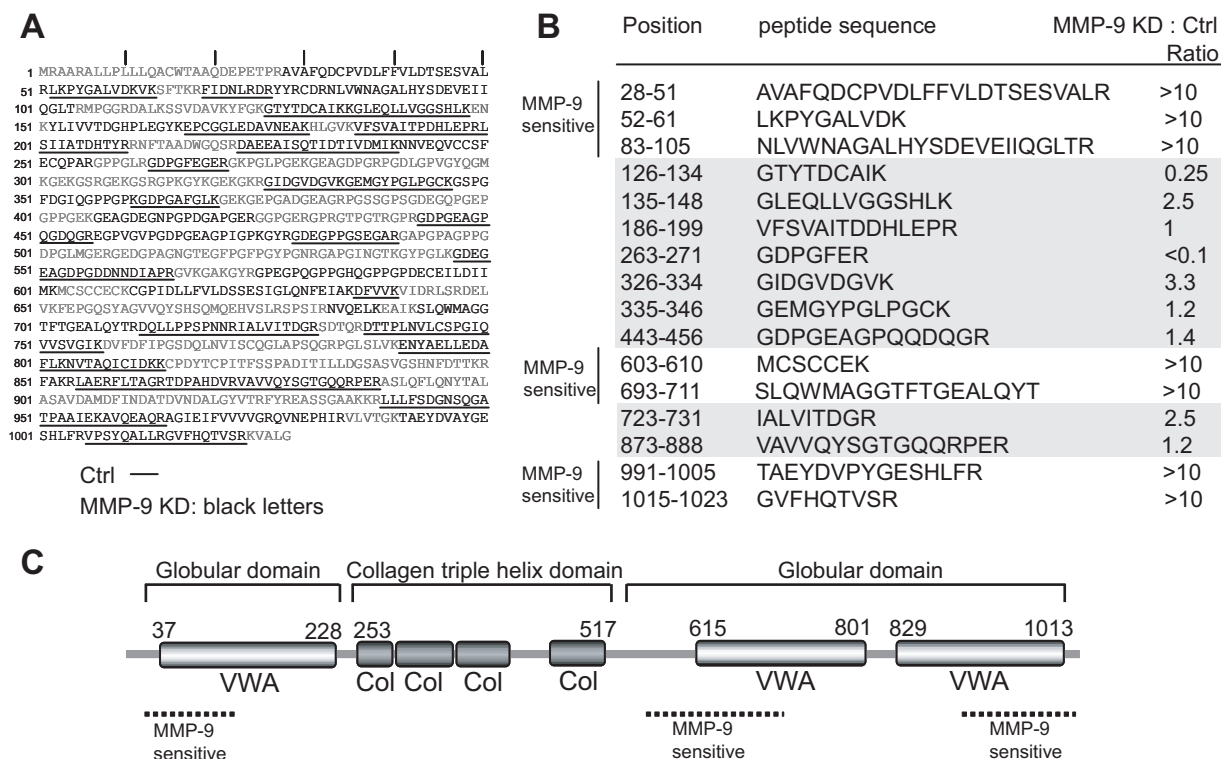 A
1 MRAARALLPLLLQACWTAAQDEPETPRAVAFQDCPVDLFFVLDTSESVAL
51 RLKPYGALVDKVKSFTKRFIDNLRDRYYRCDRNLVWNAGALHYSDEVEII
101 QGLTRMPGGRDALKSSVDAVKYFGKGTYTDCAIKKGLEQLLVGGSHLKEN
151 KYLIVVTDGHPLEGYKEPCGGLEDAVNEAKHLGVKVFSVAITPDHLEPRL
201 SIIATDHTYRRNFTAADWGQSRDAEEAISQTIDTIVDMIKNNVEQVCCSF
251 ECQPARGPPGLRGDPGFEGERGKPGLPGEKGEAGDPGRPGDLGPVGYQGM
301 KGEKGSRGEKGSRGPKGYKGEKGKRGIDGVDGVKGEMGYPGLPGCKGSPG
351 FDGIQGPPGPKGDPGAFGLKGEKGEPGADGEAGRPGSSGPSGDEGQPGEP
401 GPPGEKGEAGDEGNPGPDGAPGERGGPGERGPRGTPGTRGPRGDPGEAGP
451 QGDQGREGPVGVPGDPGEAGPIGPKGYRGDEGPPGSEGARGAPGPAGPPG
501 DPGLMGERGEDGPAGNGTEGFPGFPGYPGNRGAPGINGTKGYPGLKGDEG
551 EAGDPGDDNNDIAPRGVKGAKGYRGPEGPQGPPGHQGPPGPDECEILDII
601 MKMCSCCECKCGPIDLLFVLDSSESIGLQNFEIAKDFVVKVIDRLSRDEL
651 VKFEPGQSYAGVVQYSHSQMQEHVSLRSPSIRNVQELKEAIKSLQWMAGG
701 TFTGEALQYTRDQLLPPSPNNRIALVITDGRSDTQRDTTPLNVLCSPGIQ
751 VVSVGIKDVFDFIPGSDQLNVISCQGLAPSQGRPGLSLVKENYAELLEDA
801 FLKNVTAQICIDKKCPDYTCPITFSSPADITILLDGSASVGSHNFDTTKR
851 FAKRLAERFLTAGRTDPAHDVRVAVVQYSGTGQQRPERASLQFLQNYTAL
901 ASAVDAMDFINDATDVNDALGYVTRFYREASSGAAKKRLLLFSDGNSQGA
951 TPAAIEKAVQEAQRAGIEIFVVVVGRQVNEPHIRVLVTGKTAEYDVAYGE
1001 SHLFRVPSYQALLRGVFHQTVSRKVALG
Ctrl
MMP-9 KD: black letters
B
Position peptide sequence MMP-9 KD : Ctrl
Ratio
MMP-9
sensitive
28-51 AVAFQDCPVDLFFVLDTSESVALR >10
52-61 LKPYGALVDK >10
83-105 NLVWNAGALHYSDEVEIIQGLTR >10
126-134 GTYTDCAIK 0.25
135-148 GLEQLLVGGSHLK 2.5
186-199 VFSVAITDDHLEPR 1
263-271 GDPGFER <0.1
326-334 GIDGVDGVK 3.3
335-346 GEMGYPGLPGCK 1.2
443-456 GDPGEAGPQQDQGR 1.4
MMP-9
sensitive
603-610 MCSCCEK >10
693-711 SLQWMAGGTFTGEALQYT >10
723-731 IALVITDGR 2.5
873-888 VAVVQYSGTGQQRPER 1.2
MMP-9
sensitive
991-1005 TAEYDVPYGESHLFR >10
1015-1023 GVFHQTVSR >10
C
Globular domain Collagen triple helix domain Globular domain
37 228 253 517 615 801 829 1013
VWA Col Col Col Col VWA VWA
MMP-9
sensitive
MMP-9
sensitive
MMP-9
sensitive